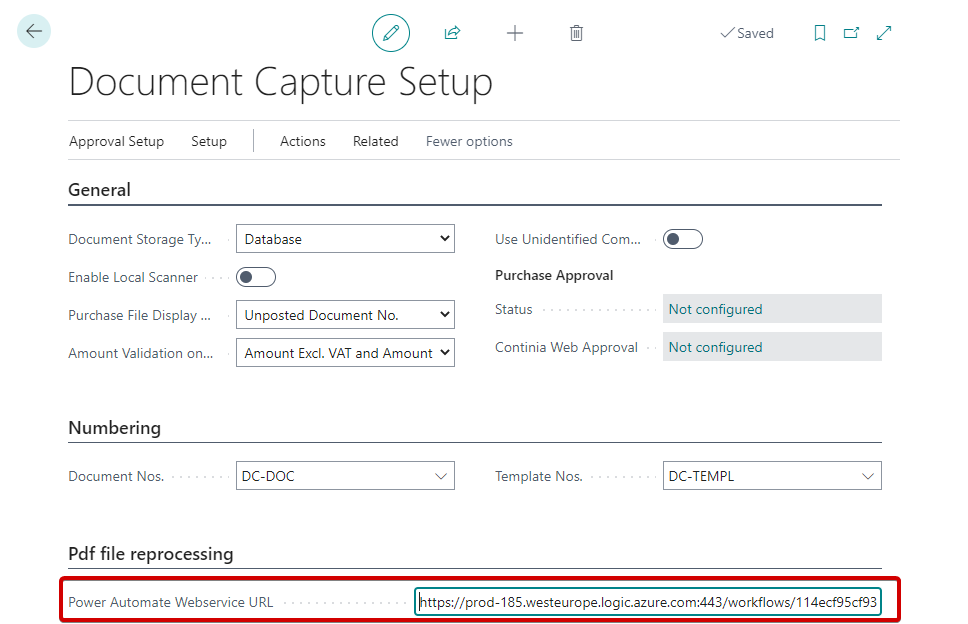 Saved
Document Capture Setup
Approval Setup Setup Actions Related Fewer options
General
Document Storage Ty... Database
Use Unidentified Com...
Enable Local Scanner
Purchase Approval
Purchase File Display ... Unposted Document No.
Status Not configured
Amount Validation on... Amount Excl. VAT and Amount
Continia Web Approval Not configured
Numbering
Document Nos. DC-DOC
Template Nos. DC-TEMPL
Pdf file reprocessing
Power Automate Webservice URL https://prod-185.westeurope.logic.azure.com:443/workflows/114ecf95cf93